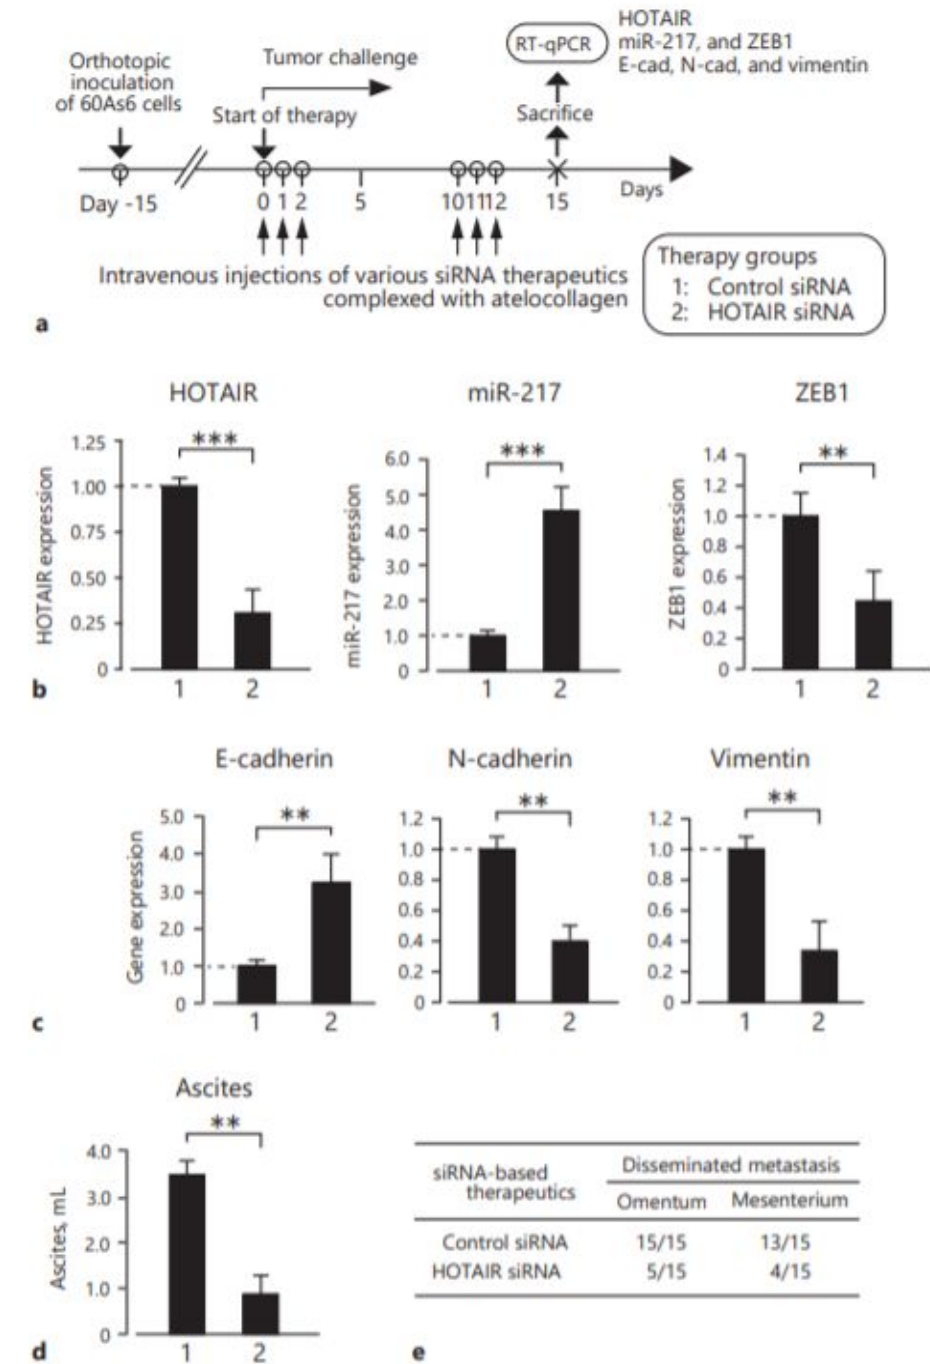 Orthotopic
inoculation
of 60As6 cells
Tumor challenge
Start of therapy
RT-qPCR
HOTAIR
miR-217, and ZEB1
E-cad, N-cad, and vimentin
Sacrifice
Day -15
0 1 2 5 10 11 12 15
Days
Intravenous injections of various siRNA therapeutics
complexed with atelocollagen
Therapy groups
1: Control siRNA
2: HOTAIR siRNA
a
HOTAIR
***
HOTAIR expression
1.25
1.00
0.75
0.50
0.25
0
1 2
miR-217
***
miR-217 expression
6.0
5.0
4.0
3.0
2.0
1.0
0
1 2
ZEB1
**
ZEB1 expression
1.4
1.2
1.0
0.8
0.6
0.4
0.2
0
1 2
b
E-cadherin
**
Gene expression
5.0
4.0
3.0
2.0
1.0
0
1 2
N-cadherin
**
1.2
1.0
0.8
0.6
0.4
0.2
0
1 2
Vimentin
**
1.2
1.0
0.8
0.6
0.4
0.2
0
1 2
c
Ascites
**
Ascites, mL
4.0
3.0
2.0
1.0
0
1 2
d
siRNA-based
therapeutics
Disseminated metastasis
Omentum Mesenterium
Control siRNA 15/15 13/15
HOTAIR siRNA 5/15 4/15
e